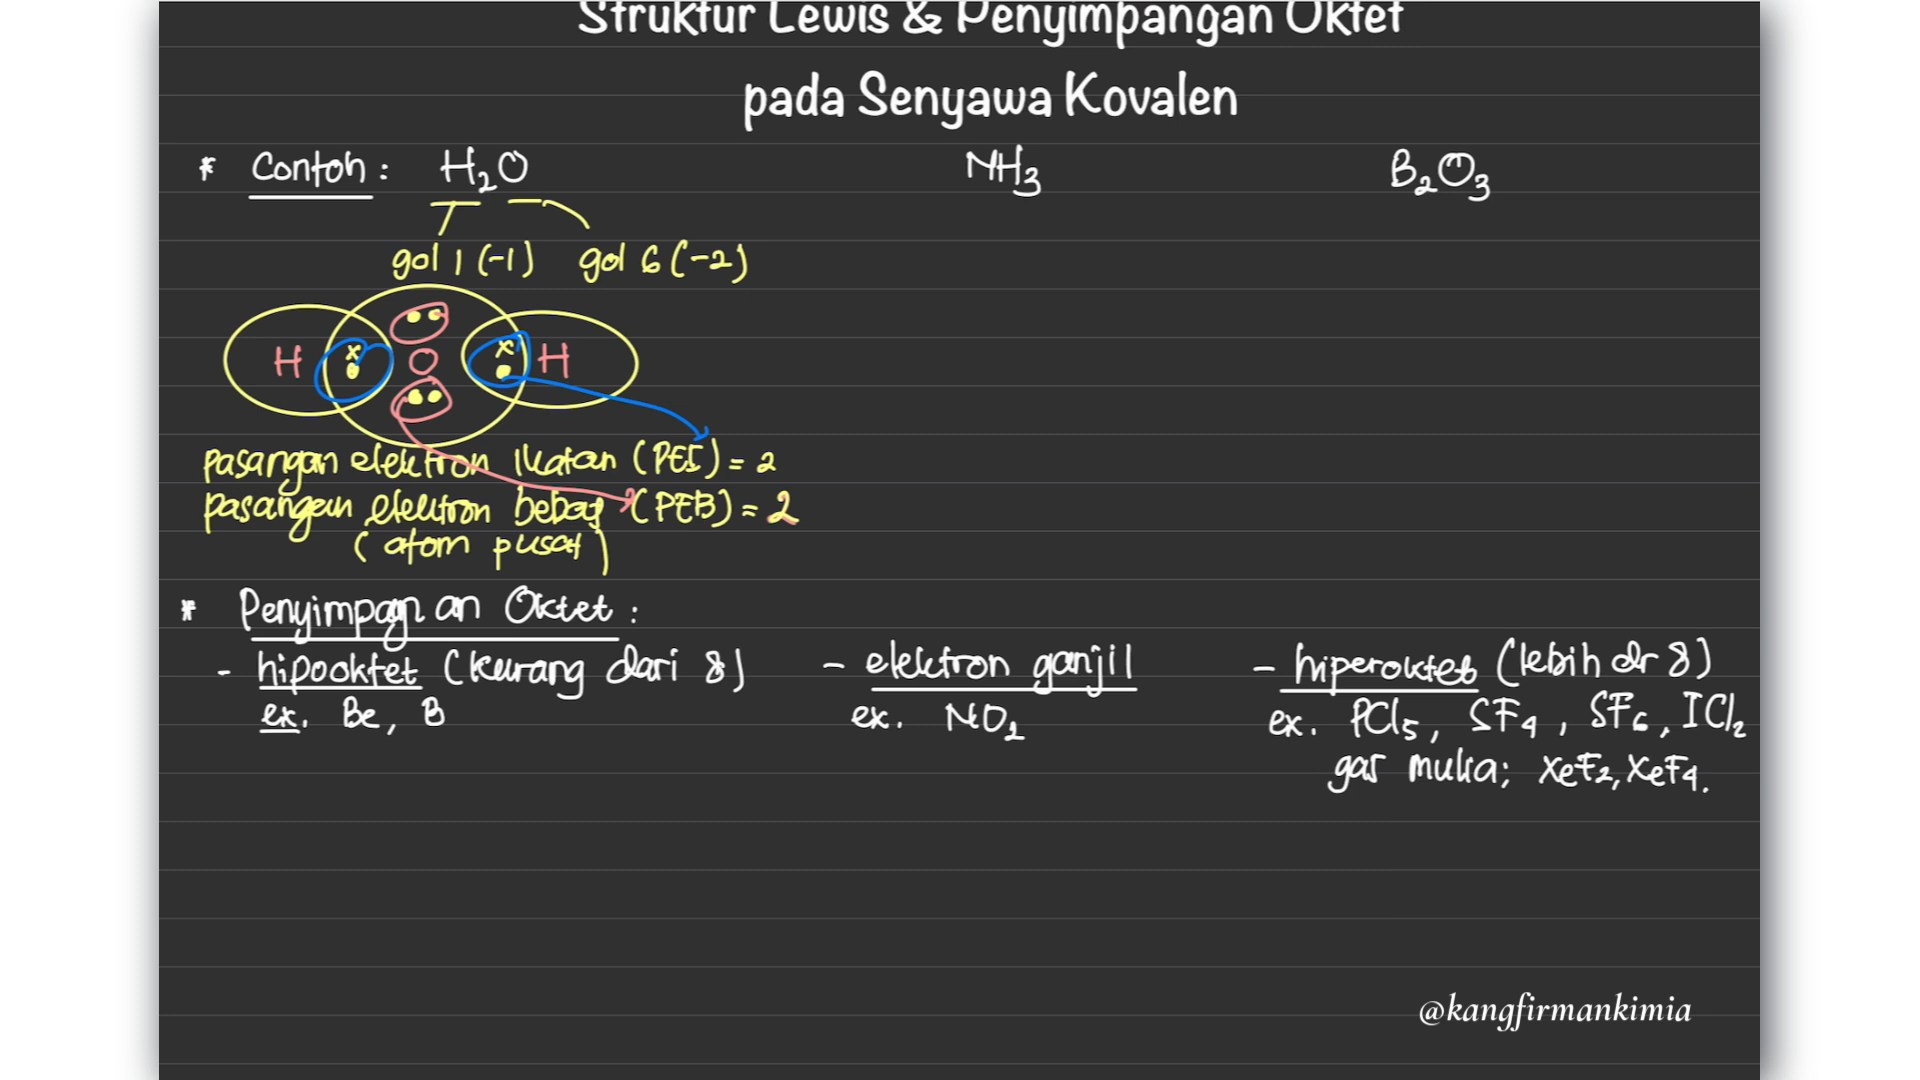 Struktur Lewis & Penyimpangan Oktet
pada Senyawa Kovalen
* Contoh : H₂O NH₃ B₂O₃
gol 1 (-1) gol 6 (-2)
H x O x H
pasangan elektron Ikatan (PEI) = 2
pasangan elektron bebas (PEB) = 2
( atom pusat )
* Penyimpangan Oktet :
- hipooktet (kurang dari 8) - elektron ganjil - hiperoktet (lebih dr 8)
ex. Be, B ex. NO₂ ex. PCl₅, SF₄, SF₆, ICl₂
gas mulia; XeF₂, XeF₄.
@kangfirmankimia